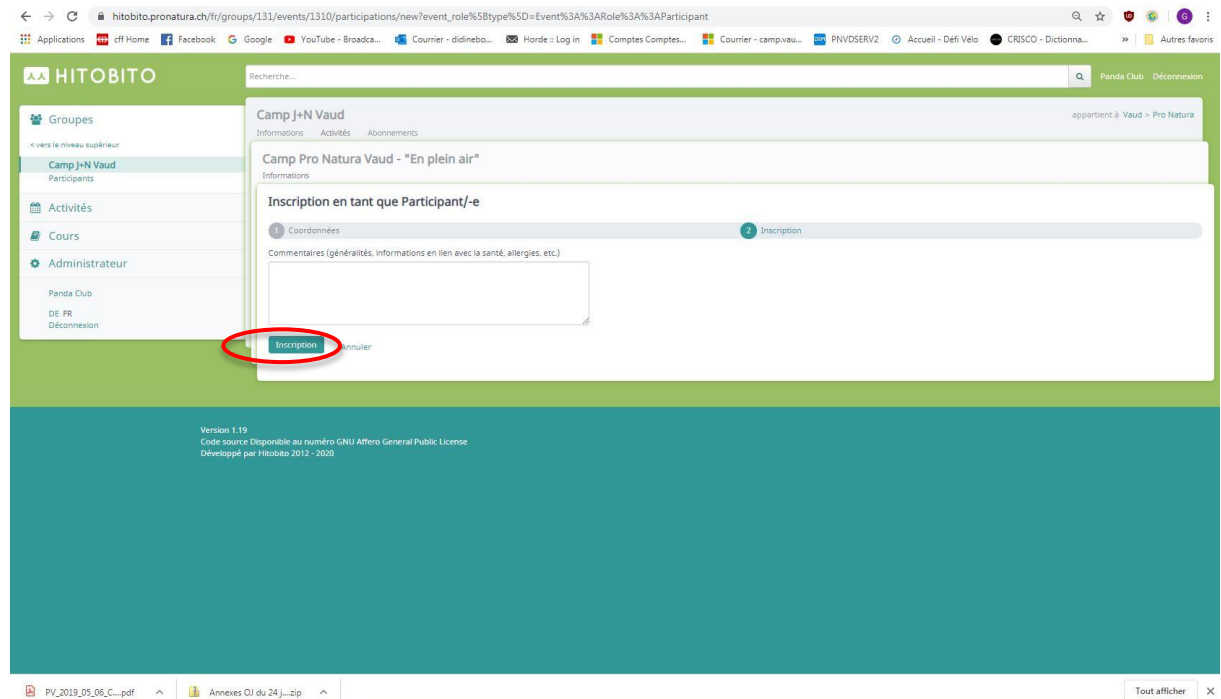 hitobito.pronatura.ch/fr/groups/131/events/1310/participations/new?event_role%5Btype%5D=Event%3A%3ARole%3A%3AParticipant
Applications cff Home Facebook Google YouTube - Broadca... Courrier - didinebo... Horde :: Log in Comptes Comptes... Courrier - camp.vau... PNVDSERV2 Accueil - Défi Vélo CRISCO - Dictionna... » Autres favoris
HITOBITO Recherche... Panda Club Déconnexion
Groupes
< vers le niveau supérieur
Camp J+N Vaud
Participants
Activités
Cours
Administrateur
Panda Club
DE FR
Déconnexion
Camp J+N Vaud appartient à Vaud > Pro Natura
Informations Activités Abonnements
Camp Pro Natura Vaud - "En plein air"
Informations
Inscription en tant que Participant/-e
1 Coordonnées 2 Inscription
Commentaires (généralités, informations en lien avec la santé, allergies, etc.)
Inscription Annuler
Version 1.19
Code source Disponible au numéro GNU Affero General Public License
Développé par Hitobito 2012 - 2020
PV_2019_05_06_C....pdf Annexes OJ du 24 j....zip Tout afficher